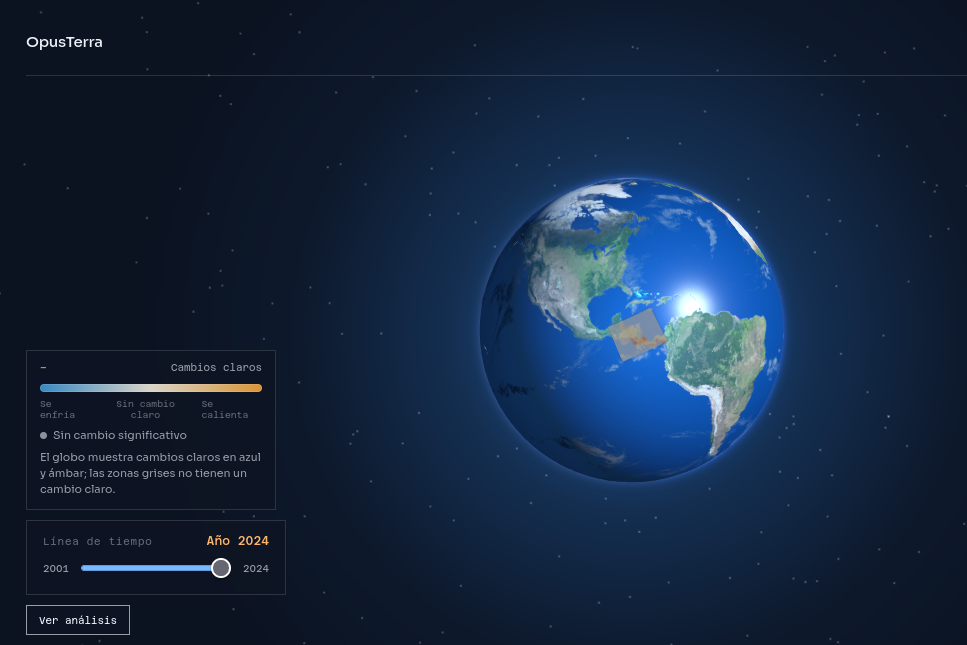 OpusTerra
– Cambios claros
Se enfría Sin cambio claro Se calienta
Sin cambio significativo
El globo muestra cambios claros en azul
y ámbar; las zonas grises no tienen un
cambio claro.
Línea de tiempo Año 2024
2001 2024
Ver análisis